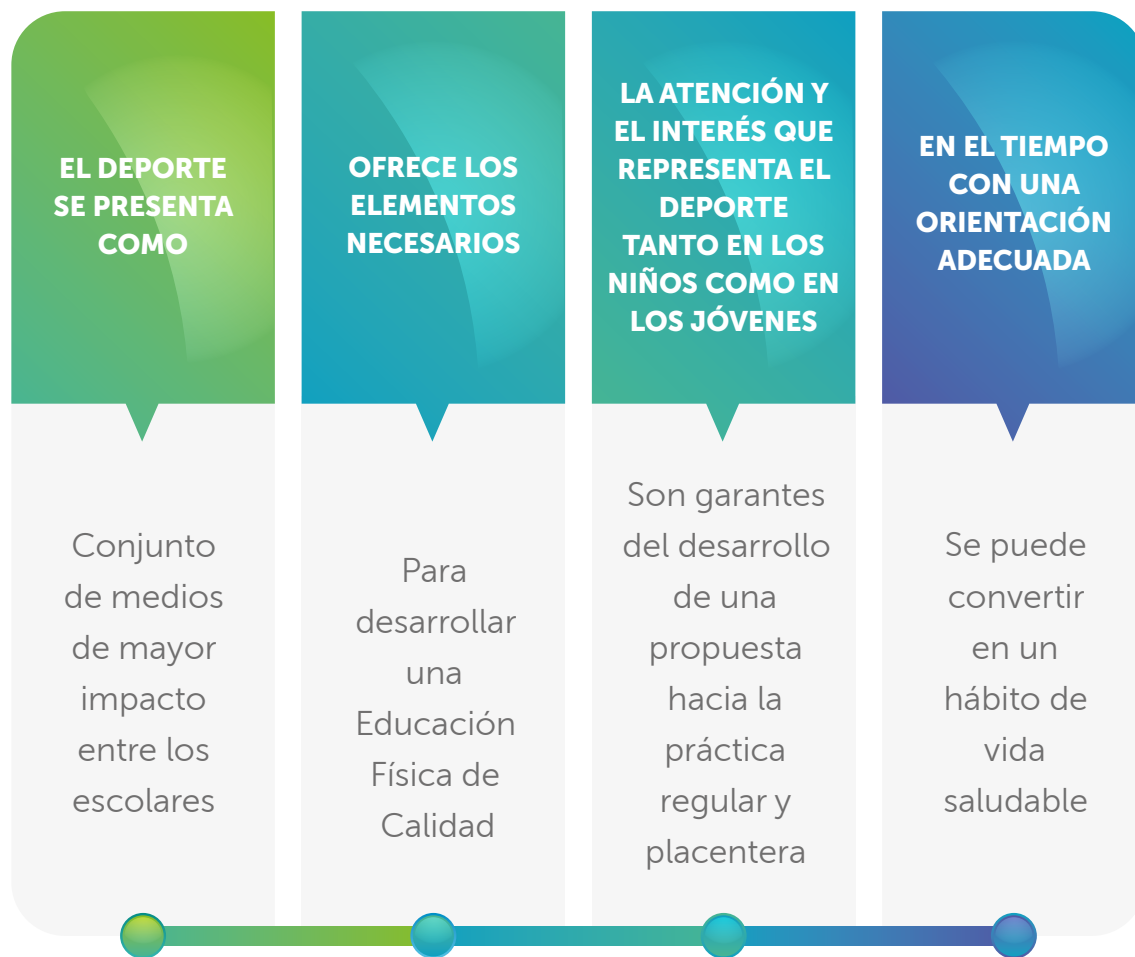 EL DEPORTE
SE PRESENTA
COMO
Conjunto
de medios
de mayor
impacto
entre los
escolares
OFRECE LOS
ELEMENTOS
NECESARIOS
Para
desarrollar
una
Educación
Física de
Calidad
LA ATENCIÓN Y
EL INTERÉS QUE
REPRESENTA EL
DEPORTE
TANTO EN LOS
NIÑOS COMO EN
LOS JÓVENES
Son garantes
del desarrollo
de una
propuesta
hacia la
práctica
regular y
placentera
EN EL TIEMPO
CON UNA
ORIENTACIÓN
ADECUADA
Se puede
convertir
en un
hábito de
vida
saludable